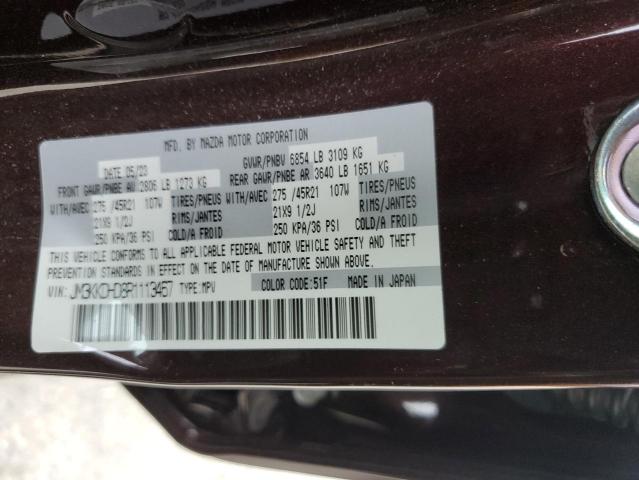 MFD. BY MAZDA MOTOR CORPORATION
DATE 05/23 GVWR/PNBV 6854 LB 3109 KG
FRONT GAWR/PNBE AV 2806 LB 1273 KG REAR GAWR/PNBE AR 3640 LB 1651 KG
WITH/AVEC 275 /45R21 107W TIRES/PNEUS WITH/AVEC 275 /45R21 107W TIRES/PNEUS
21X9 1/2J RIMS/JANTES 21X9 1/2J RIMS/JANTES
250 KPA/36 PSI COLD/A FROID 250 KPA/36 PSI COLD/A FROID
THIS VEHICLE CONFORMS TO ALL APPLICABLE FEDERAL MOTOR VEHICLE SAFETY AND THEFT
PREVENTION STANDARDS IN EFFECT ON THE DATE OF MANUFACTURE SHOWN ABOVE.
VIN: JM3KKCHD8R1113467 TYPE:MPV COLOR CODE:51F MADE IN JAPAN